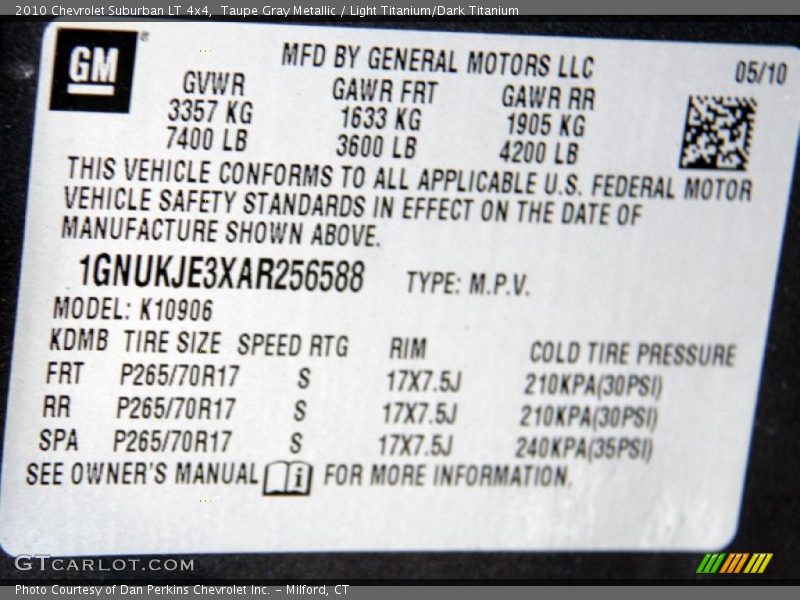 2010 Chevrolet Suburban LT 4x4, Taupe Gray Metallic / Light Titanium/Dark Titanium
GM ®
MFD BY GENERAL MOTORS LLC
05/10
GVWR GAWR FRT GAWR RR
3357 KG 1633 KG 1905 KG
7400 LB 3600 LB 4200 LB
THIS VEHICLE CONFORMS TO ALL APPLICABLE U.S. FEDERAL MOTOR
VEHICLE SAFETY STANDARDS IN EFFECT ON THE DATE OF
MANUFACTURE SHOWN ABOVE.
1GNUKJE3XAR256588 TYPE: M.P.V.
MODEL: K10906
KDMB TIRE SIZE SPEED RTG RIM COLD TIRE PRESSURE
FRT P265/70R17 S 17X7.5J 210KPA(30PSI)
RR P265/70R17 S 17X7.5J 210KPA(30PSI)
SPA P265/70R17 S 17X7.5J 240KPA(35PSI)
SEE OWNER'S MANUAL i FOR MORE INFORMATION.
GTCARLOT.COM
Photo Courtesy of Dan Perkins Chevrolet Inc. – Milford, CT